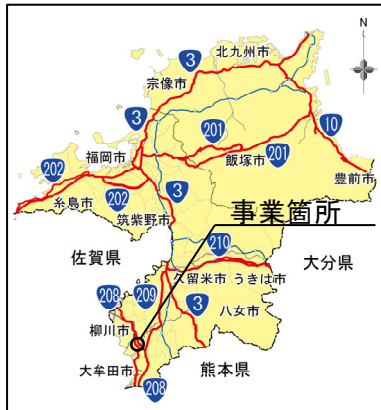 N
北九州市
3
宗像市
3
201
10
福岡市
飯塚市
201
202
豊前市
糸島市
202
3
筑紫野市
事業箇所
佐賀県
210
大分県
久留米市
うきは市
208
209
3
八女市
柳川市
大牟田市
熊本県
208